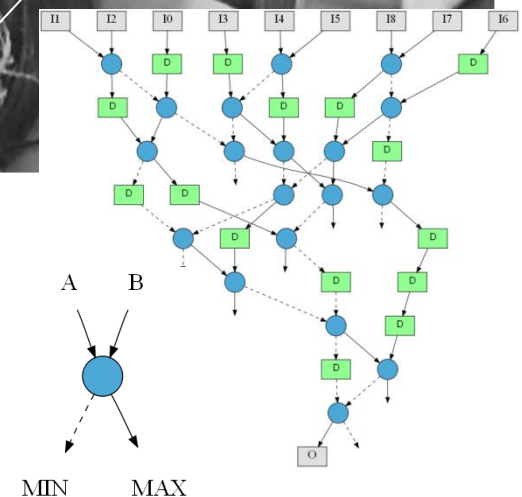 I1 I2 I0 I3 I4 I5 I8 I7 I6
D D D
D D D
D
D D
D D
D D
A B
D
D
O
MIN MAX